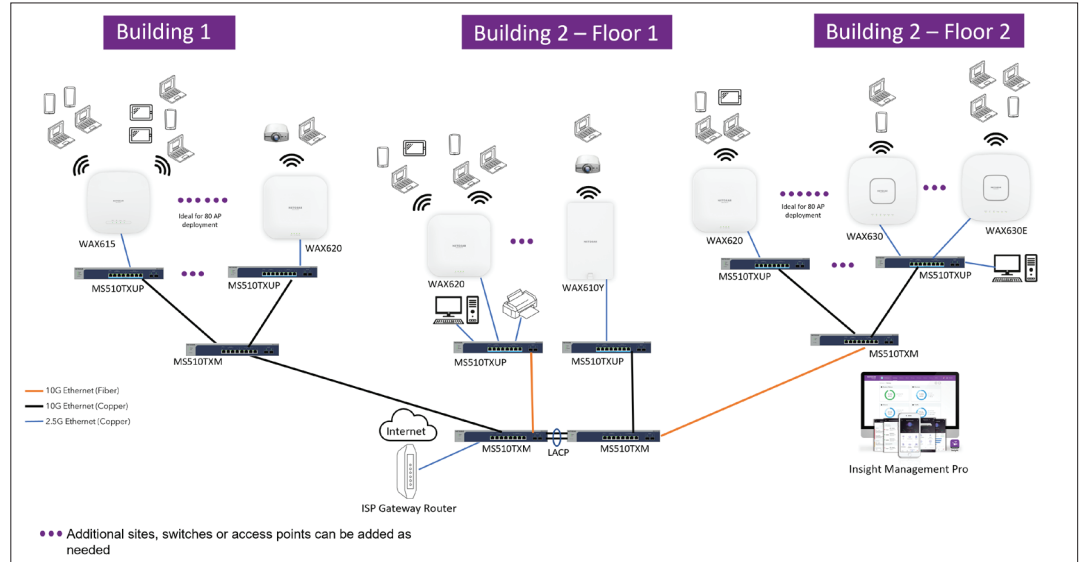 Building 1
Building 2 – Floor 1
Building 2 – Floor 2
Ideal for 80 AP
deployment
WAX615
WAX620
MS510TXUP
MS510TXUP
MS510TXM
WAX620
WAX610Y
MS510TXUP
MS510TXUP
Ideal for 80 AP
deployment
WAX620
WAX630
WAX630E
MS510TXUP
MS510TXUP
MS510TXM
10G Ethernet (Fiber)
10G Ethernet (Copper)
2.5G Ethernet (Copper)
Internet
MS510TXM
LACP
MS510TXM
ISP Gateway Router
Insight Management Pro
Additional sites, switches or access points can be added as
needed